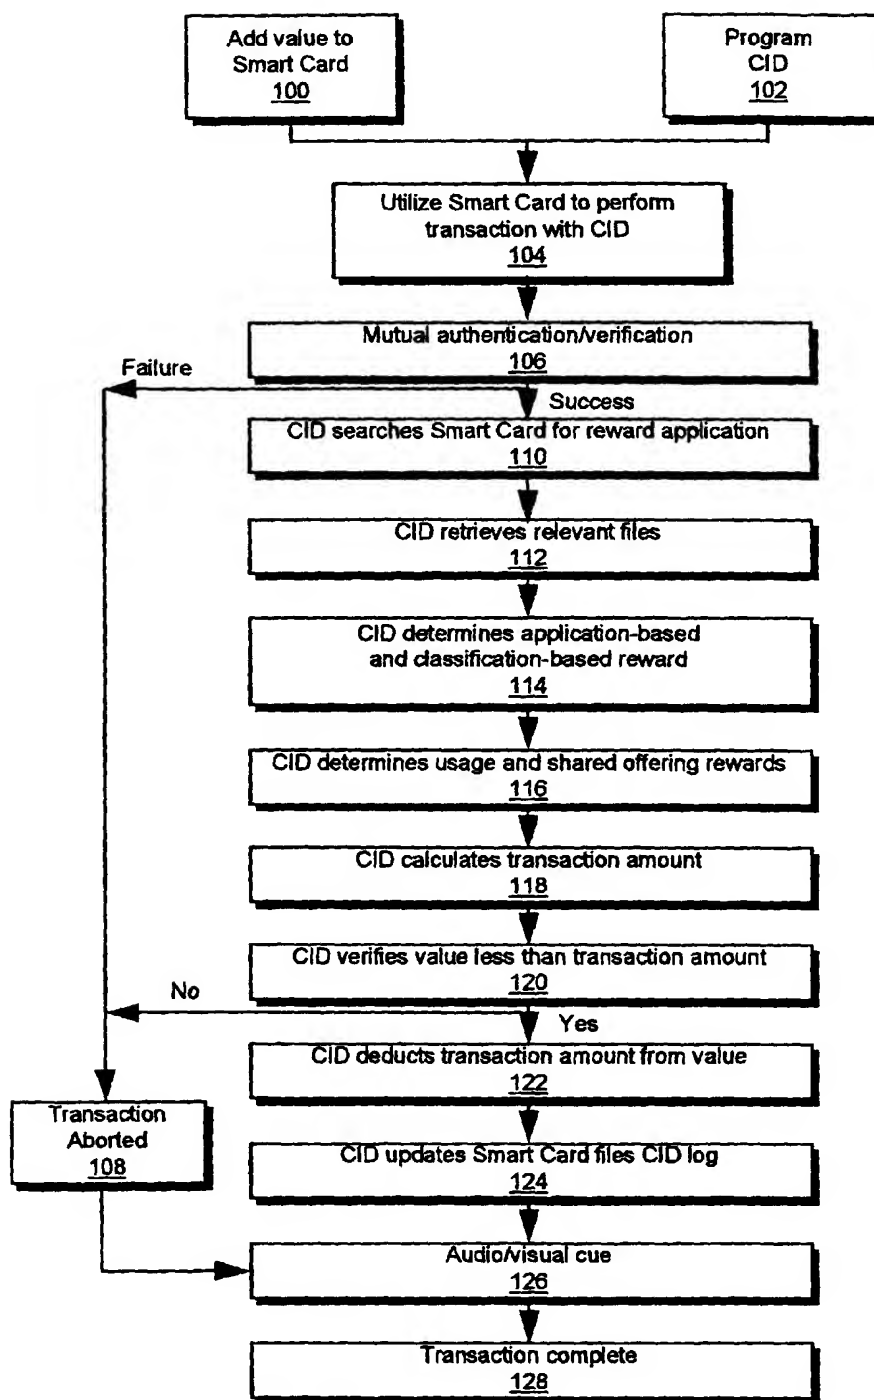 Add value to
Smart Card
100
Program
CID
102
Utilize Smart Card to perform
transaction with CID
104
Mutual authentication/verification
106
Failure
Success
CID searches Smart Card for reward application
110
CID retrieves relevant files
112
CID determines application-based
and classification-based reward
114
CID determines usage and shared offering rewards
116
CID calculates transaction amount
118
CID verifies value less than transaction amount
120
No
Yes
CID deducts transaction amount from value
122
Transaction
Aborted
108
CID updates Smart Card files CID log
124
Audio/visual cue
126
Transaction complete
128